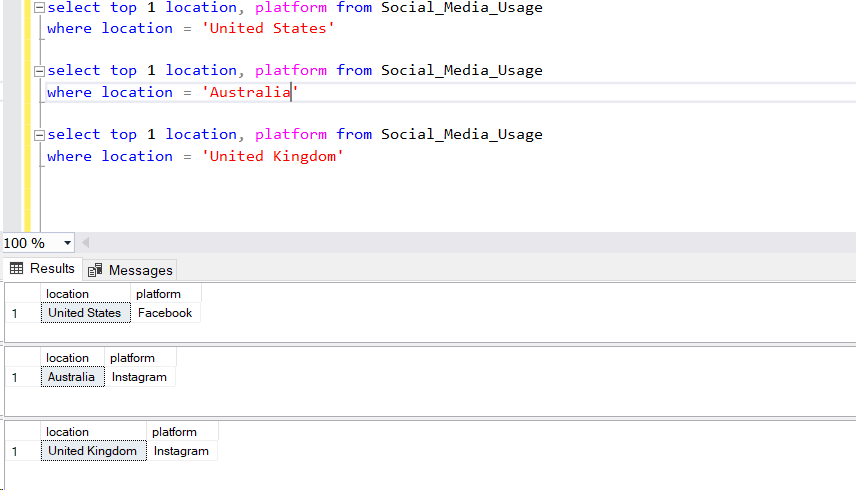 select top 1 location, platform from Social_Media_Usage
where location = 'United States'
select top 1 location, platform from Social_Media_Usage
where location = 'Australia'
select top 1 location, platform from Social_Media_Usage
where location = 'United Kingdom'
100 %
Results Messages
location platform
1 United States Facebook
location platform
1 Australia Instagram
location platform
1 United Kingdom Instagram